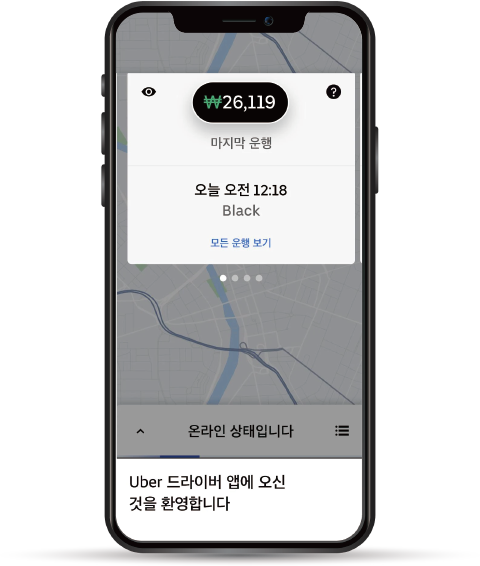 ₩26,119
마지막 운행
오늘 오전 12:18
Black
모든 운행 보기
온라인 상태입니다
Uber 드라이버 앱에 오신
것을 환영합니다